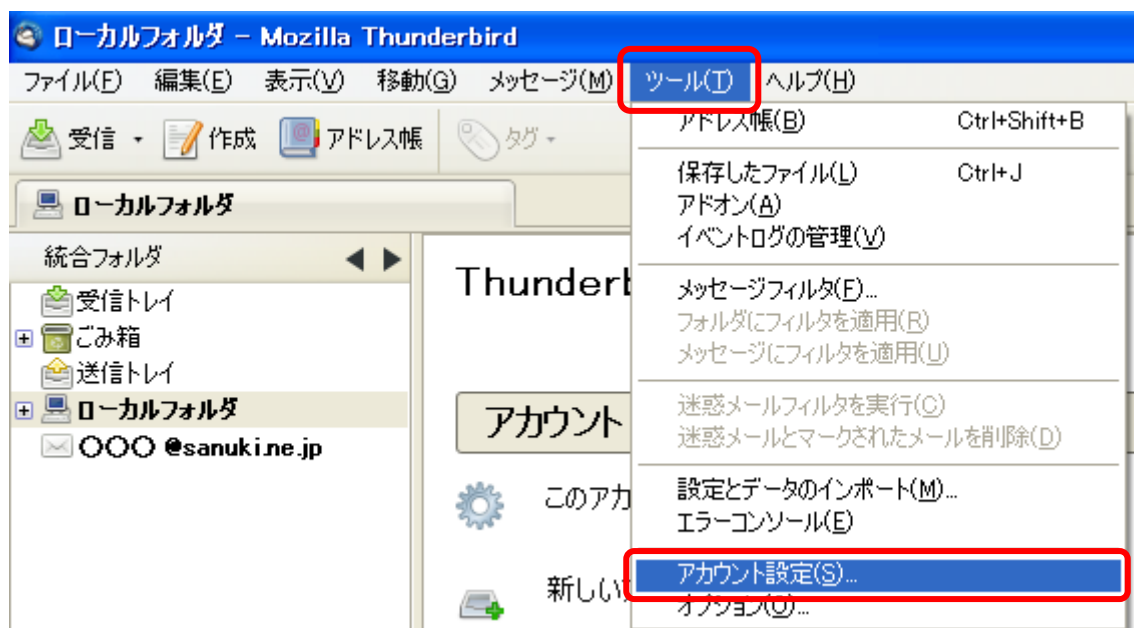 ローカルフォルダ - Mozilla Thunderbird
ファイル(F) 編集(E) 表示(V) 移動(G) メッセージ(M) ツール(T) ヘルプ(H)
受信 作成 アドレス帳 タグ
ローカルフォルダ
統合フォルダ
受信トレイ
ごみ箱
送信トレイ
ローカルフォルダ
〇〇〇 @sanuki.ne.jp
Thunderb
アカウント
このアカ
新しい
アドレス帳(B) Ctrl+Shift+B
保存したファイル(L) Ctrl+J
アドオン(A)
イベントログの管理(V)
メッセージフィルタ(F)...
フォルダにフィルタを適用(R)
メッセージにフィルタを適用(U)
迷惑メールフィルタを実行(C)
迷惑メールとマークされたメールを削除(D)
設定とデータのインポート(M)...
エラーコンソール(E)
アカウント設定(S)...
オプション(O)...